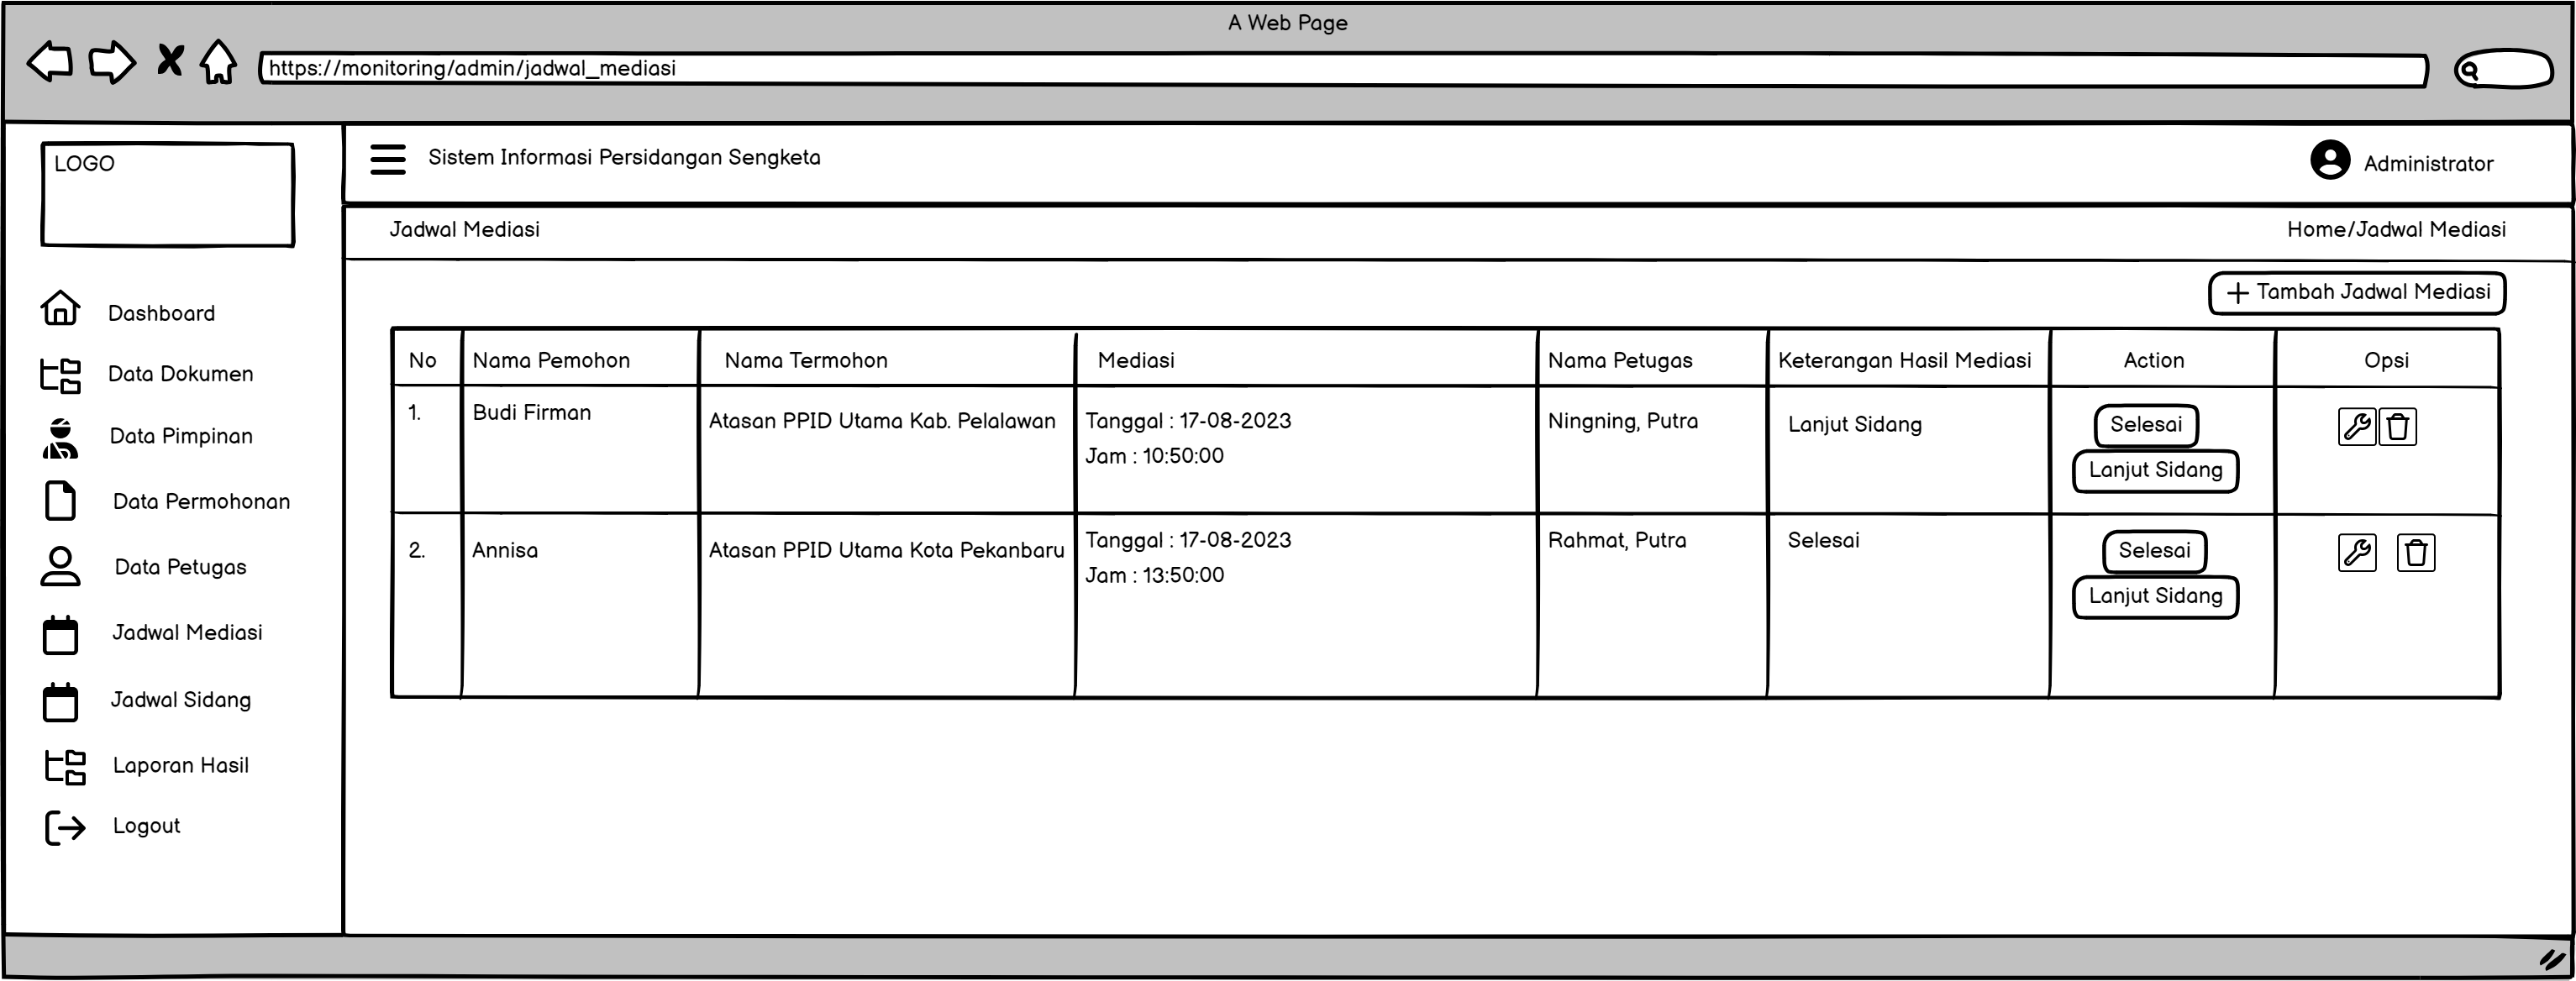 A Web Page
https://monitoring/admin/jadwal_mediasi
LOGO
Sistem Informasi Persidangan Sengketa
Administrator
Jadwal Mediasi
Home/Jadwal Mediasi
Dashboard
Data Dokumen
Data Pimpinan
Data Permohonan
Data Petugas
Jadwal Mediasi
Jadwal Sidang
Laporan Hasil
Logout
+ Tambah Jadwal Mediasi
No Nama Pemohon Nama Termohon Mediasi Nama Petugas Keterangan Hasil Mediasi Action Opsi
1. Budi Firman Atasan PPID Utama Kab. Pelalawan Tanggal : 17-08-2023 Ningning, Putra Lanjut Sidang Selesai
Jam : 10:50:00 Lanjut Sidang
2. Annisa Atasan PPID Utama Kota Pekanbaru Tanggal : 17-08-2023 Rahmat, Putra Selesai Selesai
Jam : 13:50:00 Lanjut Sidang